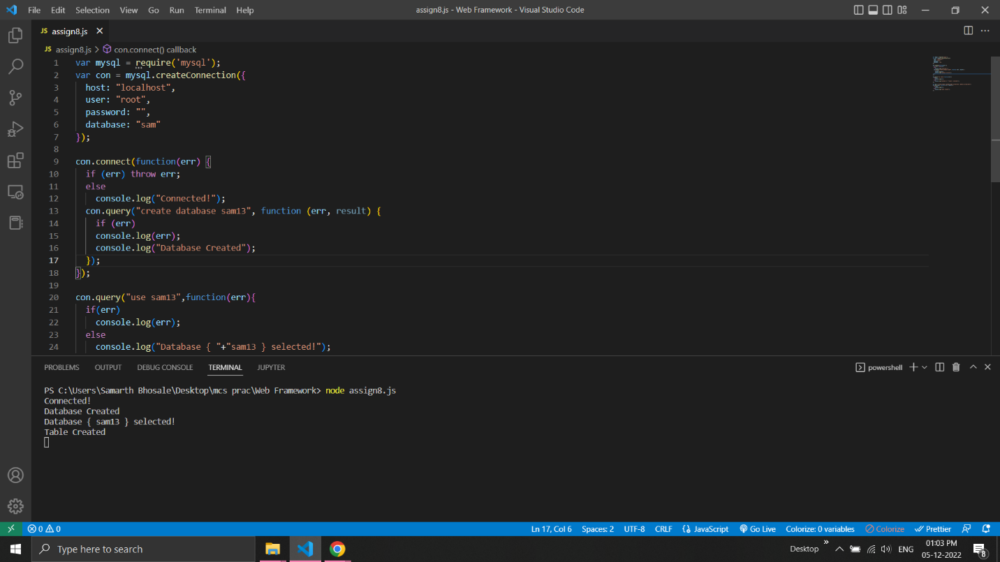 File Edit Selection View Go Run Terminal Help
assign8.js - Web Framework - Visual Studio Code
JS assign8.js
JS assign8.js > con.connect() callback
1 var mysql = require('mysql');
2 var con = mysql.createConnection({
3 host: "localhost",
4 user: "root",
5 password: "",
6 database: "sam"
7 });
8
9 con.connect(function(err) {
10 if (err) throw err;
11 else
12 console.log("Connected!");
13 con.query("create database sam13", function (err, result) {
14 if (err)
15 console.log(err);
16 console.log("Database Created");
17 });
18 });
19
20 con.query("use sam13",function(err){
21 if(err)
22 console.log(err);
23 else
24 console.log("Database { "+"sam13 } selected!");
PROBLEMS OUTPUT DEBUG CONSOLE TERMINAL JUPYTER
powershell
PS C:\Users\Samarth Bhosale\Desktop\mcs prac\Web Framework> node assign8.js
Connected!
Database Created
Database { sam13 } selected!
Table Created
0 0
Ln 17, Col 6 Spaces: 2 UTF-8 CRLF {} JavaScript Go Live Colorize: 0 variables Colorize Prettier
Type here to search
Desktop » ENG
01:03 PM
05-12-2022
8